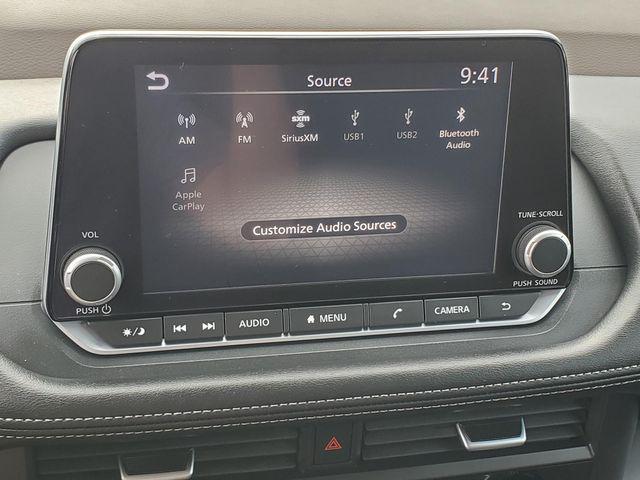 Source
9:41
AM
FM
sxm
SiriusXM
USB1
USB2
Bluetooth
Audio
Apple
CarPlay
Customize Audio Sources
VOL
PUSH
TUNE·SCROLL
PUSH SOUND
AUDIO
MENU
CAMERA